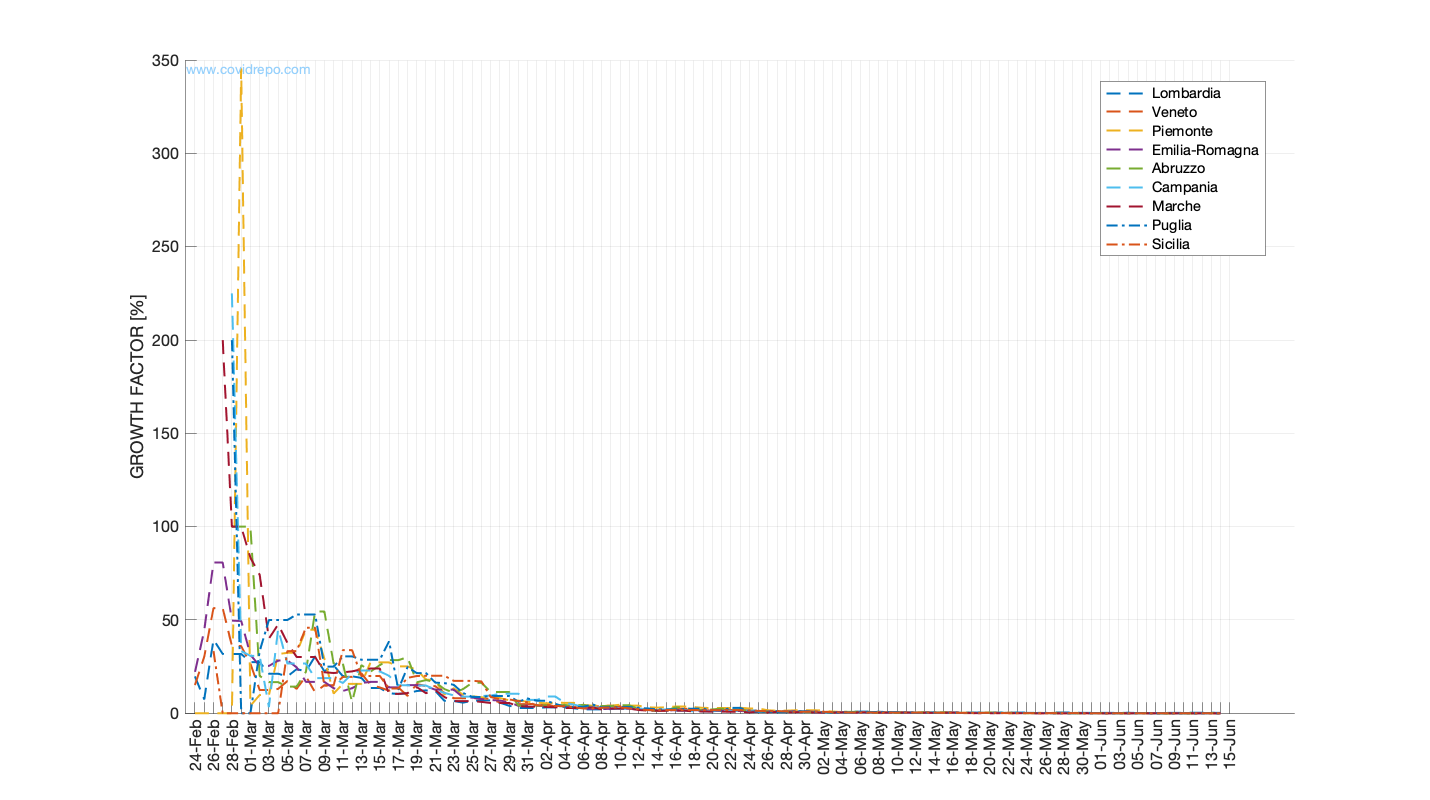 350
www.covidrepo.com
300
250
200
150
100
50
0
GROWTH FACTOR [%]
Lombardia
Veneto
Piemonte
Emilia-Romagna
Abruzzo
Campania
Marche
Puglia
Sicilia
24-Feb
26-Feb
28-Feb
01-Mar
03-Mar
05-Mar
07-Mar
09-Mar
11-Mar
13-Mar
15-Mar
17-Mar
19-Mar
21-Mar
23-Mar
25-Mar
27-Mar
29-Mar
31-Mar
02-Apr
04-Apr
06-Apr
08-Apr
10-Apr
12-Apr
14-Apr
16-Apr
18-Apr
20-Apr
22-Apr
24-Apr
26-Apr
28-Apr
30-Apr
02-May
04-May
06-May
08-May
10-May
12-May
14-May
16-May
18-May
20-May
22-May
24-May
26-May
28-May
30-May
01-Jun
03-Jun
05-Jun
07-Jun
09-Jun
11-Jun
13-Jun
15-Jun